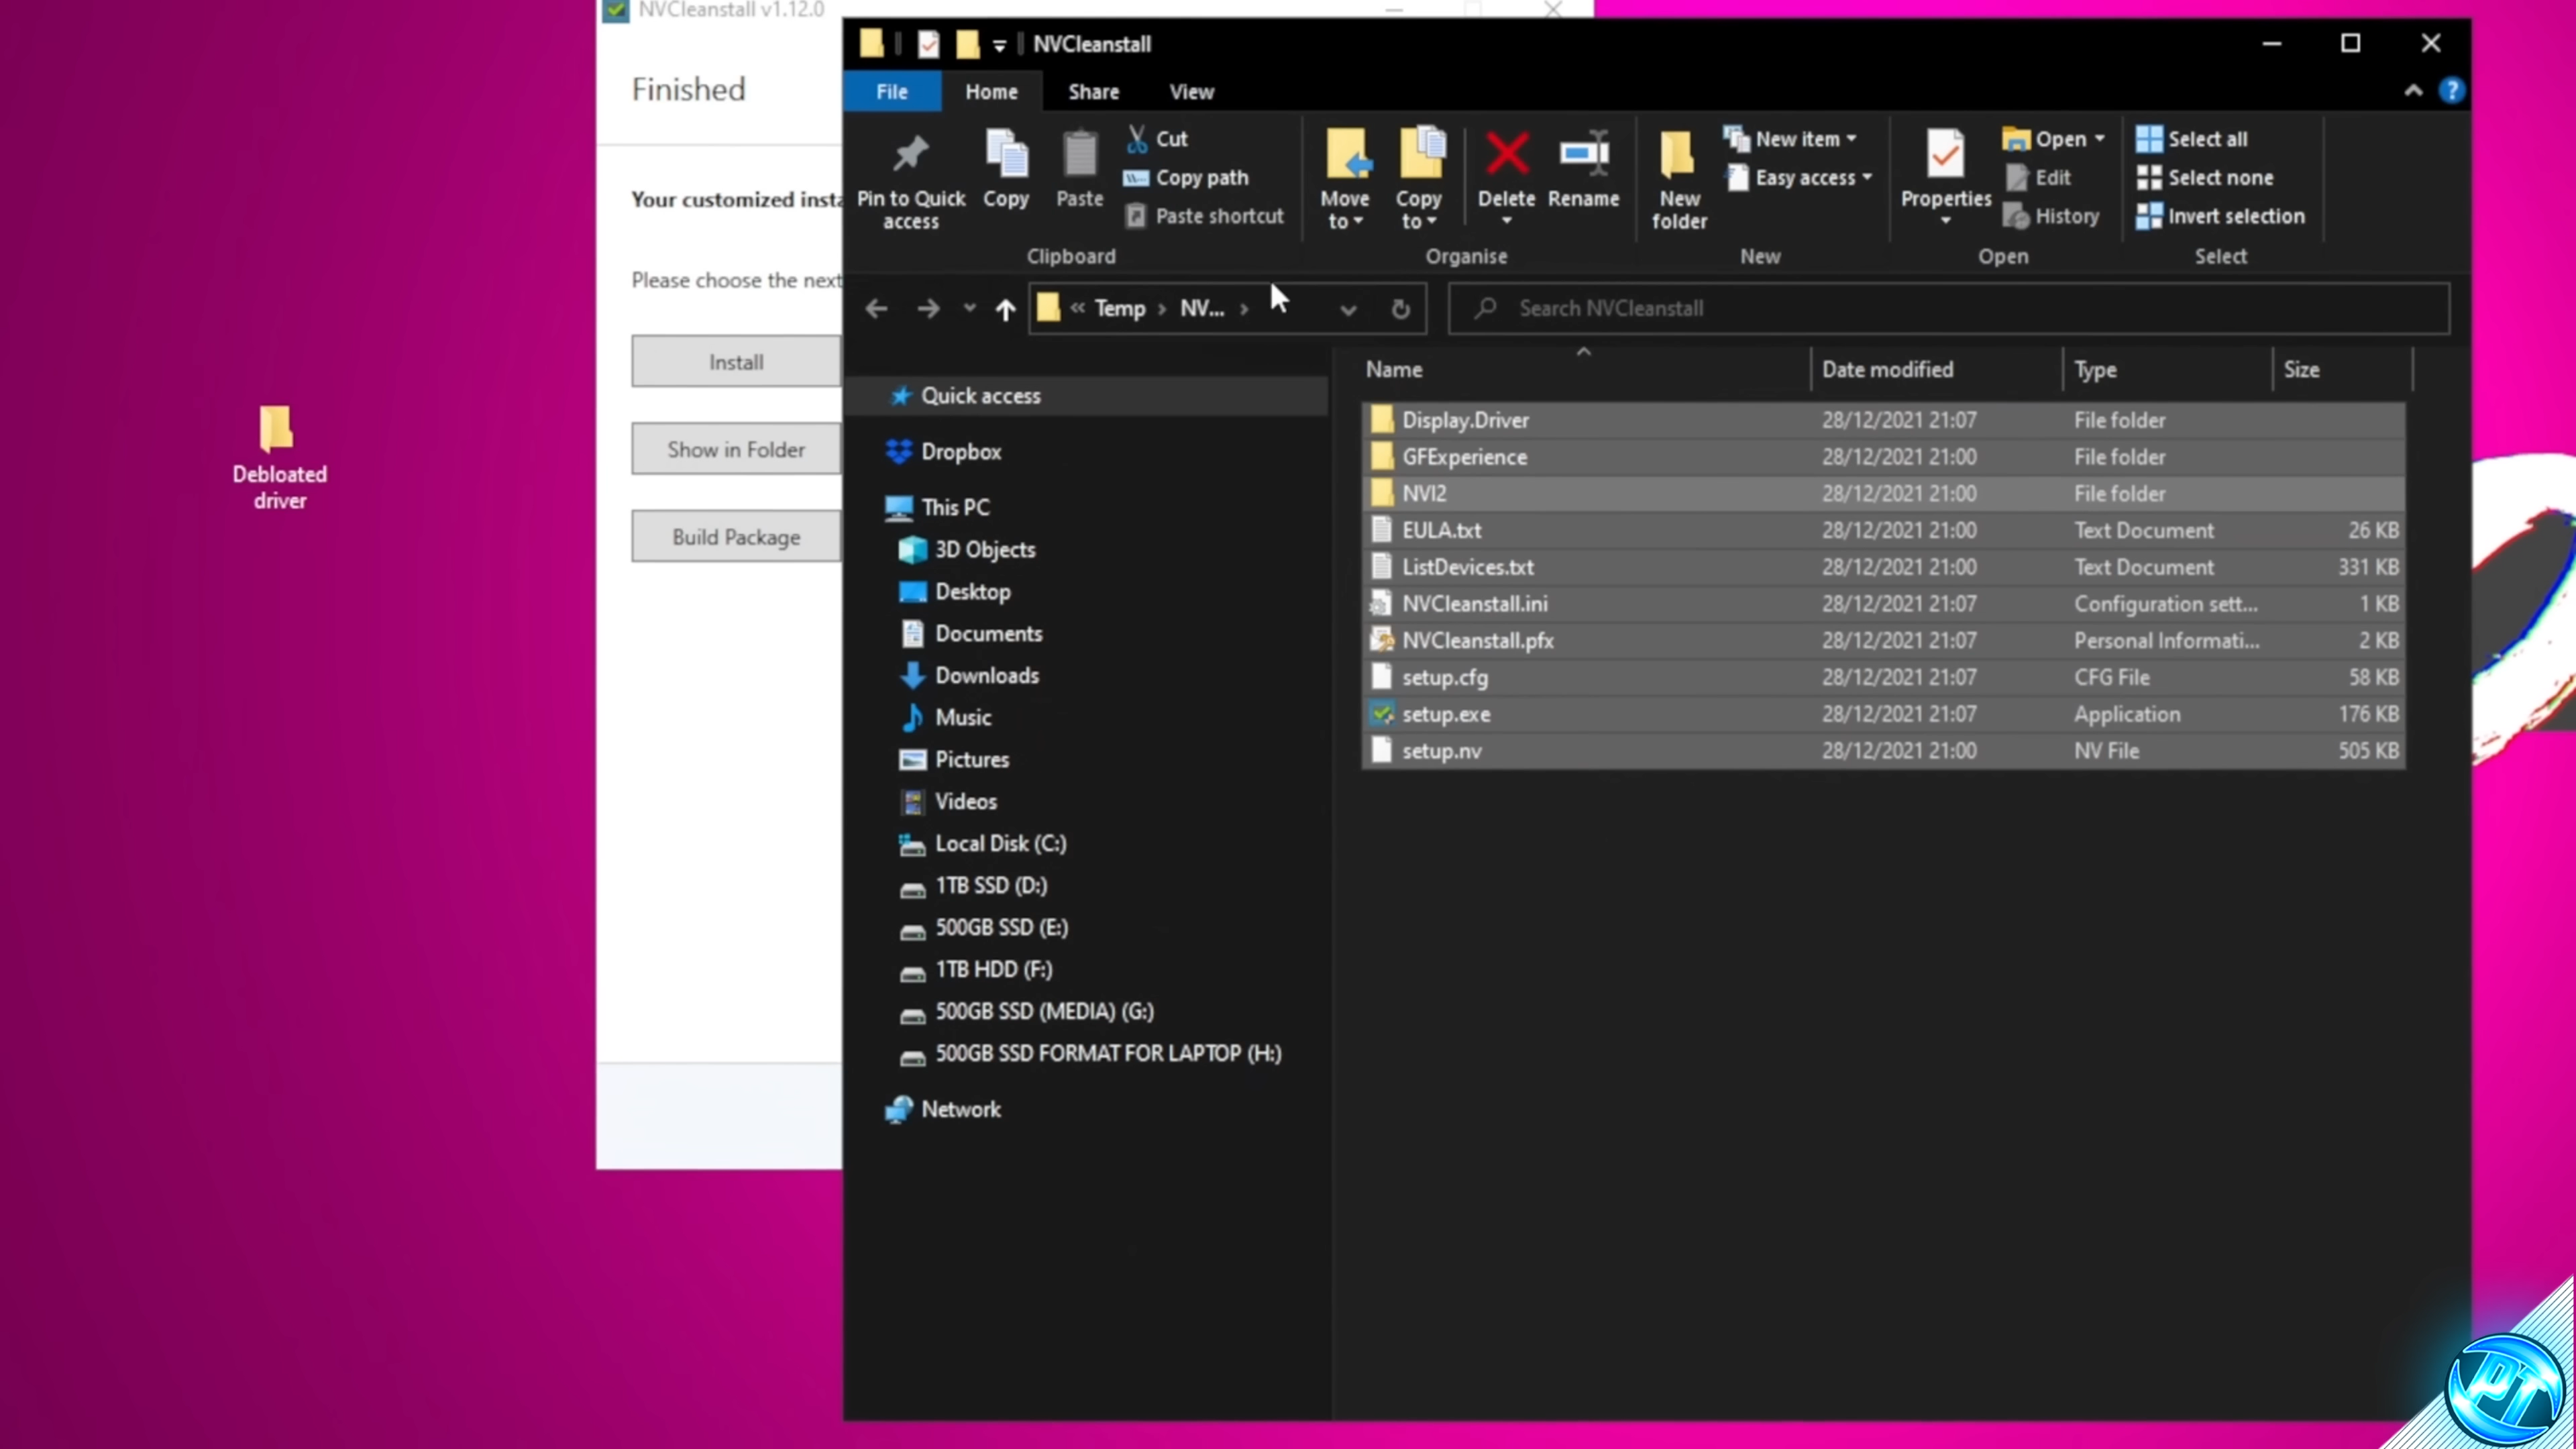 NVCleanstall v1.12.0
Finished
Your customized insta
Please choose the next
Install
Show in Folder
Build Package
Debloated
driver
NVCleanstall
File Home Share View
Pin to Quick
access
Copy
Paste
Cut
Copy path
Paste shortcut
Clipboard
Move
to
Copy
to
Delete
Rename
Organise
New
folder
New item
Easy access
New
Properties
Open
Edit
History
Open
Select all
Select none
Invert selection
Select
« Temp › NV... ›
Search NVCleanstall
Quick access
Dropbox
This PC
3D Objects
Desktop
Documents
Downloads
Music
Pictures
Videos
Local Disk (C:)
1TB SSD (D:)
500GB SSD (E:)
1TB HDD (F:)
500GB SSD (MEDIA) (G:)
500GB SSD FORMAT FOR LAPTOP (H:)
Network
Name Date modified Type Size
Display.Driver 28/12/2021 21:07 File folder
GFExperience 28/12/2021 21:00 File folder
NVI2 28/12/2021 21:00 File folder
EULA.txt 28/12/2021 21:00 Text Document 26 KB
ListDevices.txt 28/12/2021 21:00 Text Document 331 KB
NVCleanstall.ini 28/12/2021 21:07 Configuration sett... 1 KB
NVCleanstall.pfx 28/12/2021 21:07 Personal Informati... 2 KB
setup.cfg 28/12/2021 21:07 CFG File 58 KB
setup.exe 28/12/2021 21:07 Application 176 KB
setup.nv 28/12/2021 21:00 NV File 505 KB
PT